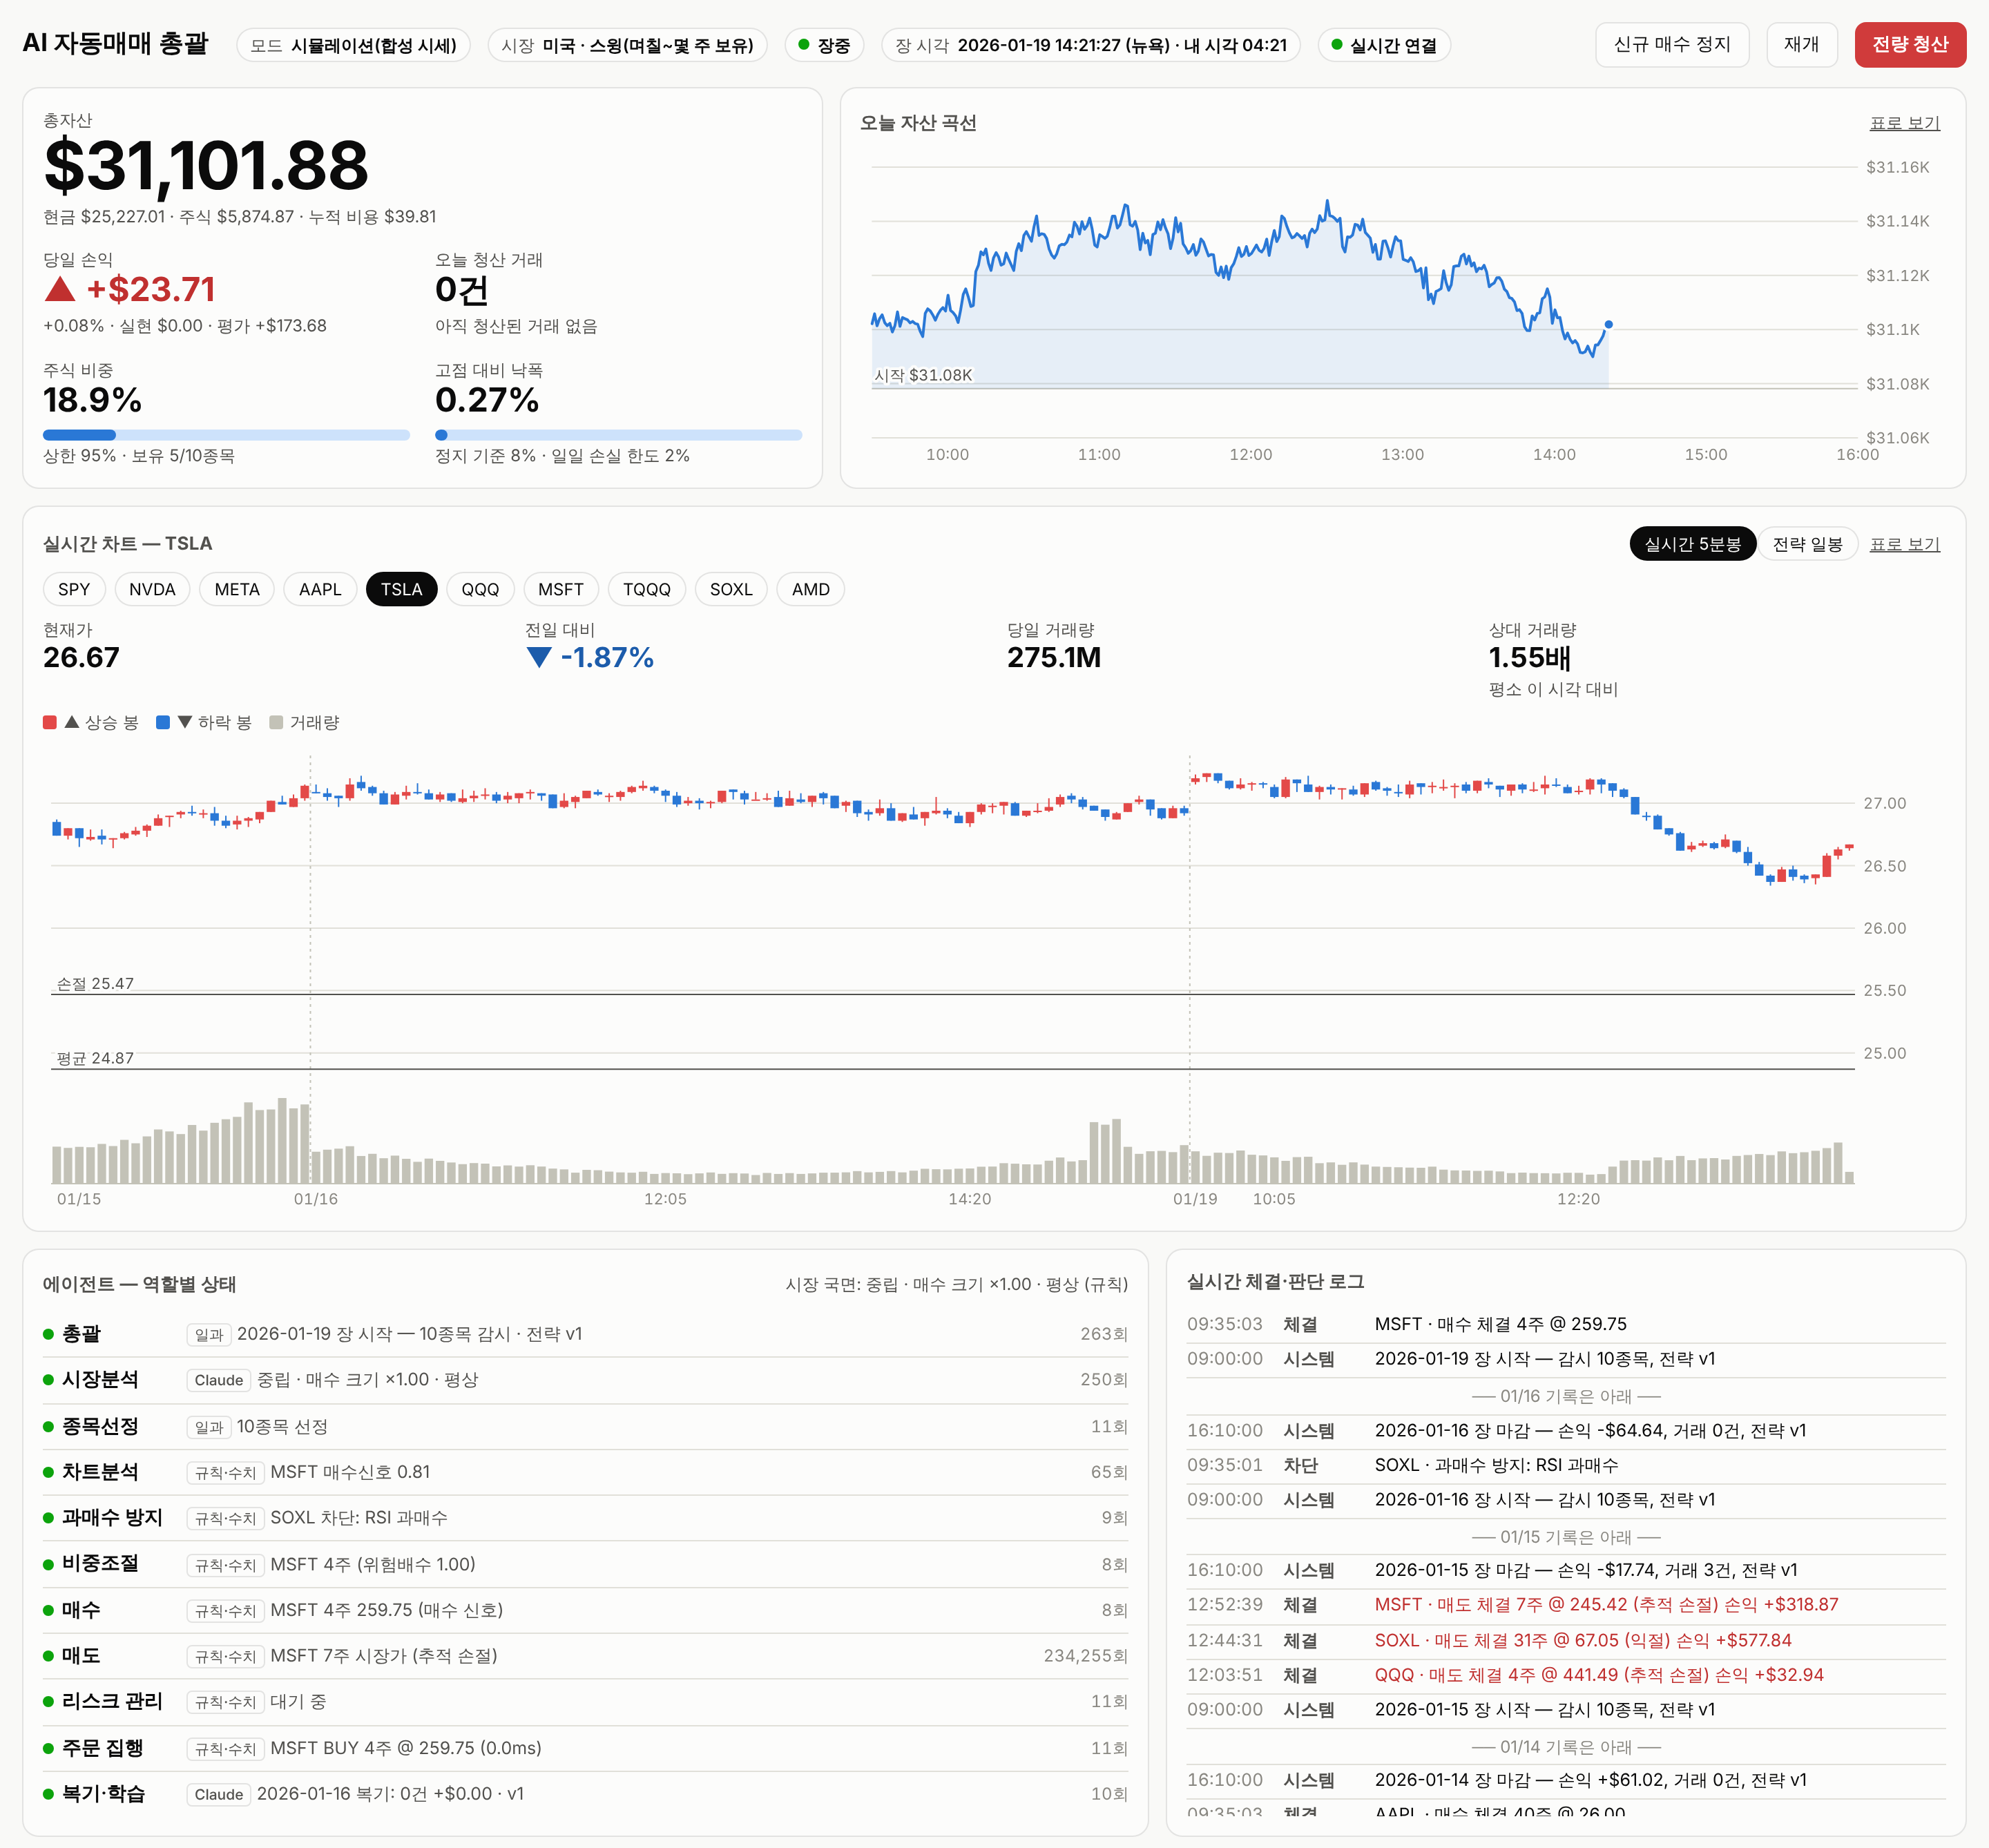 AI 자동매매 총괄
모드 시뮬레이션(합성 시세)
시장 미국 · 스윙(며칠~몇 주 보유)
장중
장 시각 2026-01-19 14:21:27 (뉴욕) · 내 시각 04:21
실시간 연결
신규 매수 정지
재개
전량 청산
총자산
$31,101.88
현금 $25,227.01 · 주식 $5,874.87 · 누적 비용 $39.81
당일 손익
▲ +$23.71
+0.08% · 실현 $0.00 · 평가 +$173.68
오늘 청산 거래
0건
아직 청산된 거래 없음
주식 비중
18.9%
상한 95% · 보유 5/10종목
고점 대비 낙폭
0.27%
정지 기준 8% · 일일 손실 한도 2%
오늘 자산 곡선
표로 보기
$31.16K
$31.14K
$31.12K
$31.1K
$31.08K
$31.06K
시작 $31.08K
10:00
11:00
12:00
13:00
14:00
15:00
16:00
실시간 차트 — TSLA
실시간 5분봉
전략 일봉
표로 보기
SPY
NVDA
META
AAPL
TSLA
QQQ
MSFT
TQQQ
SOXL
AMD
현재가
26.67
전일 대비
▼ -1.87%
당일 거래량
275.1M
상대 거래량
1.55배
평소 이 시각 대비
▲ 상승 봉
▼ 하락 봉
거래량
27.00
26.50
26.00
25.50
25.00
손절 25.47
평균 24.87
01/15
01/16
12:05
14:20
01/19
10:05
12:20
에이전트 — 역할별 상태
시장 국면: 중립 · 매수 크기 ×1.00 · 평상 (규칙)
총괄 일과 2026-01-19 장 시작 — 10종목 감시 · 전략 v1 263회
시장분석 Claude 중립 · 매수 크기 ×1.00 · 평상 250회
종목선정 일과 10종목 선정 11회
차트분석 규칙·수치 MSFT 매수신호 0.81 65회
과매수 방지 규칙·수치 SOXL 차단: RSI 과매수 9회
비중조절 규칙·수치 MSFT 4주 (위험배수 1.00) 8회
매수 규칙·수치 MSFT 4주 259.75 (매수 신호) 8회
매도 규칙·수치 MSFT 7주 시장가 (추적 손절) 234,255회
리스크 관리 규칙·수치 대기 중 11회
주문 집행 규칙·수치 MSFT BUY 4주 @ 259.75 (0.0ms) 11회
복기·학습 Claude 2026-01-16 복기: 0건 +$0.00 · v1 10회
실시간 체결·판단 로그
09:35:03 체결 MSFT · 매수 체결 4주 @ 259.75
09:00:00 시스템 2026-01-19 장 시작 — 감시 10종목, 전략 v1
── 01/16 기록은 아래 ──
16:10:00 시스템 2026-01-16 장 마감 — 손익 -$64.64, 거래 0건, 전략 v1
09:35:01 차단 SOXL · 과매수 방지: RSI 과매수
09:00:00 시스템 2026-01-16 장 시작 — 감시 10종목, 전략 v1
── 01/15 기록은 아래 ──
16:10:00 시스템 2026-01-15 장 마감 — 손익 -$17.74, 거래 3건, 전략 v1
12:52:39 체결 MSFT · 매도 체결 7주 @ 245.42 (추적 손절) 손익 +$318.87
12:44:31 체결 SOXL · 매도 체결 31주 @ 67.05 (익절) 손익 +$577.84
12:03:51 체결 QQQ · 매도 체결 4주 @ 441.49 (추적 손절) 손익 +$32.94
09:00:00 시스템 2026-01-15 장 시작 — 감시 10종목, 전략 v1
── 01/14 기록은 아래 ──
16:10:00 시스템 2026-01-14 장 마감 — 손익 +$61.02, 거래 0건, 전략 v1
09:35:03 체결 AAPL · 매수 체결 40주 @ 26.00